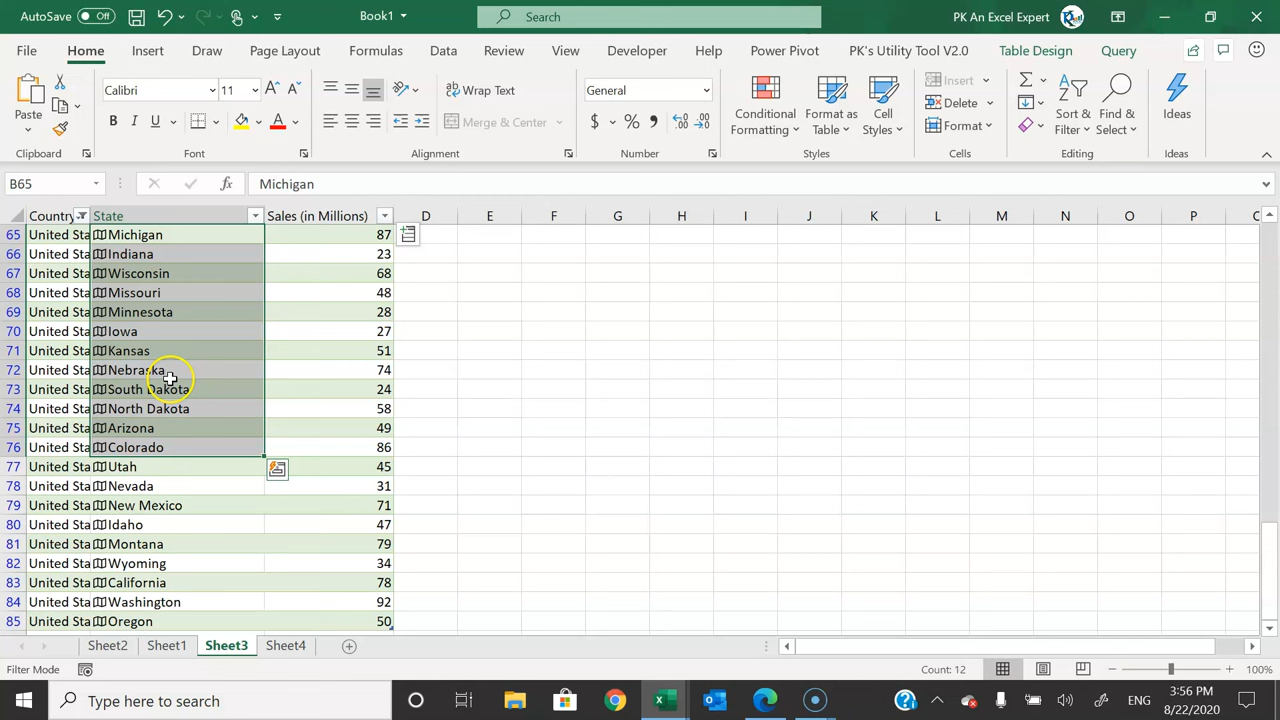 AutoSave Off Book1 Search PK An Excel Expert
File Home Insert Draw Page Layout Formulas Data Review View Developer Help Power Pivot PK's Utility Tool V2.0 Table Design Query
Paste Calibri 11 A A ab Wrap Text General Conditional Formatting Format as Table Cell Styles Insert Sort & Filter Find & Select Ideas
B I U A Merge & Center $ % Delete
Format
Clipboard Font Alignment Number Styles Cells Editing Ideas
B65 fx Michigan
Country State Sales (in Millions) D E F G H I J K L M N O P
65 United Sta Michigan 87
66 United Sta Indiana 23
67 United Sta Wisconsin 68
68 United Sta Missouri 48
69 United Sta Minnesota 28
70 United Sta Iowa 27
71 United Sta Kansas 51
72 United Sta Nebraska 74
73 United Sta South Dakota 24
74 United Sta North Dakota 58
75 United Sta Arizona 49
76 United Sta Colorado 86
77 United Sta Utah 45
78 United Sta Nevada 31
79 United Sta New Mexico 71
80 United Sta Idaho 47
81 United Sta Montana 79
82 United Sta Wyoming 34
83 United Sta California 78
84 United Sta Washington 92
85 United Sta Oregon 50
Sheet2 Sheet1 Sheet3 Sheet4
Filter Mode Count: 12 100%
Type here to search ENG 3:56 PM
8/22/2020